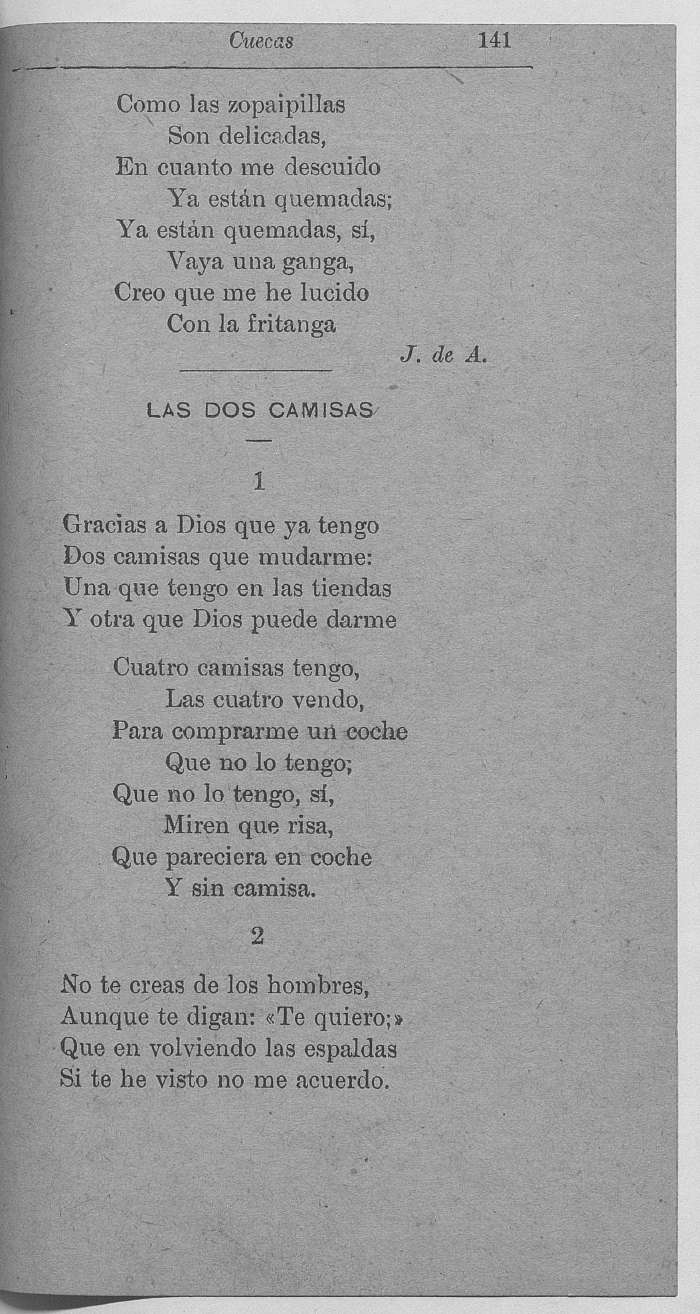 Cuecas 141
Como las zopaipillas
Son delicadas,
En cuanto me descuido
Ya están quemadas;
Ya están quemadas, sí,
Vaya una ganga,
Creo que me he lucido
Con la fritanga
J. de A.
LAS DOS CAMISAS
1
Gracias a Dios que ya tengo
Dos camisas que mudarme:
Una que tengo en las tiendas
Y otra que Dios puede darme
Cuatro camisas tengo,
Las cuatro vendo,
Para comprarme un coche
Que no lo tengo;
Que no lo tengo, sí,
Miren que risa,
Que pareciera en coche
Y sin camisa.
2
No te creas de los hombres,
Aunque te digan: «Te quiero;»
Que en volviendo las espaldas
Si te he visto no me acuerdo.